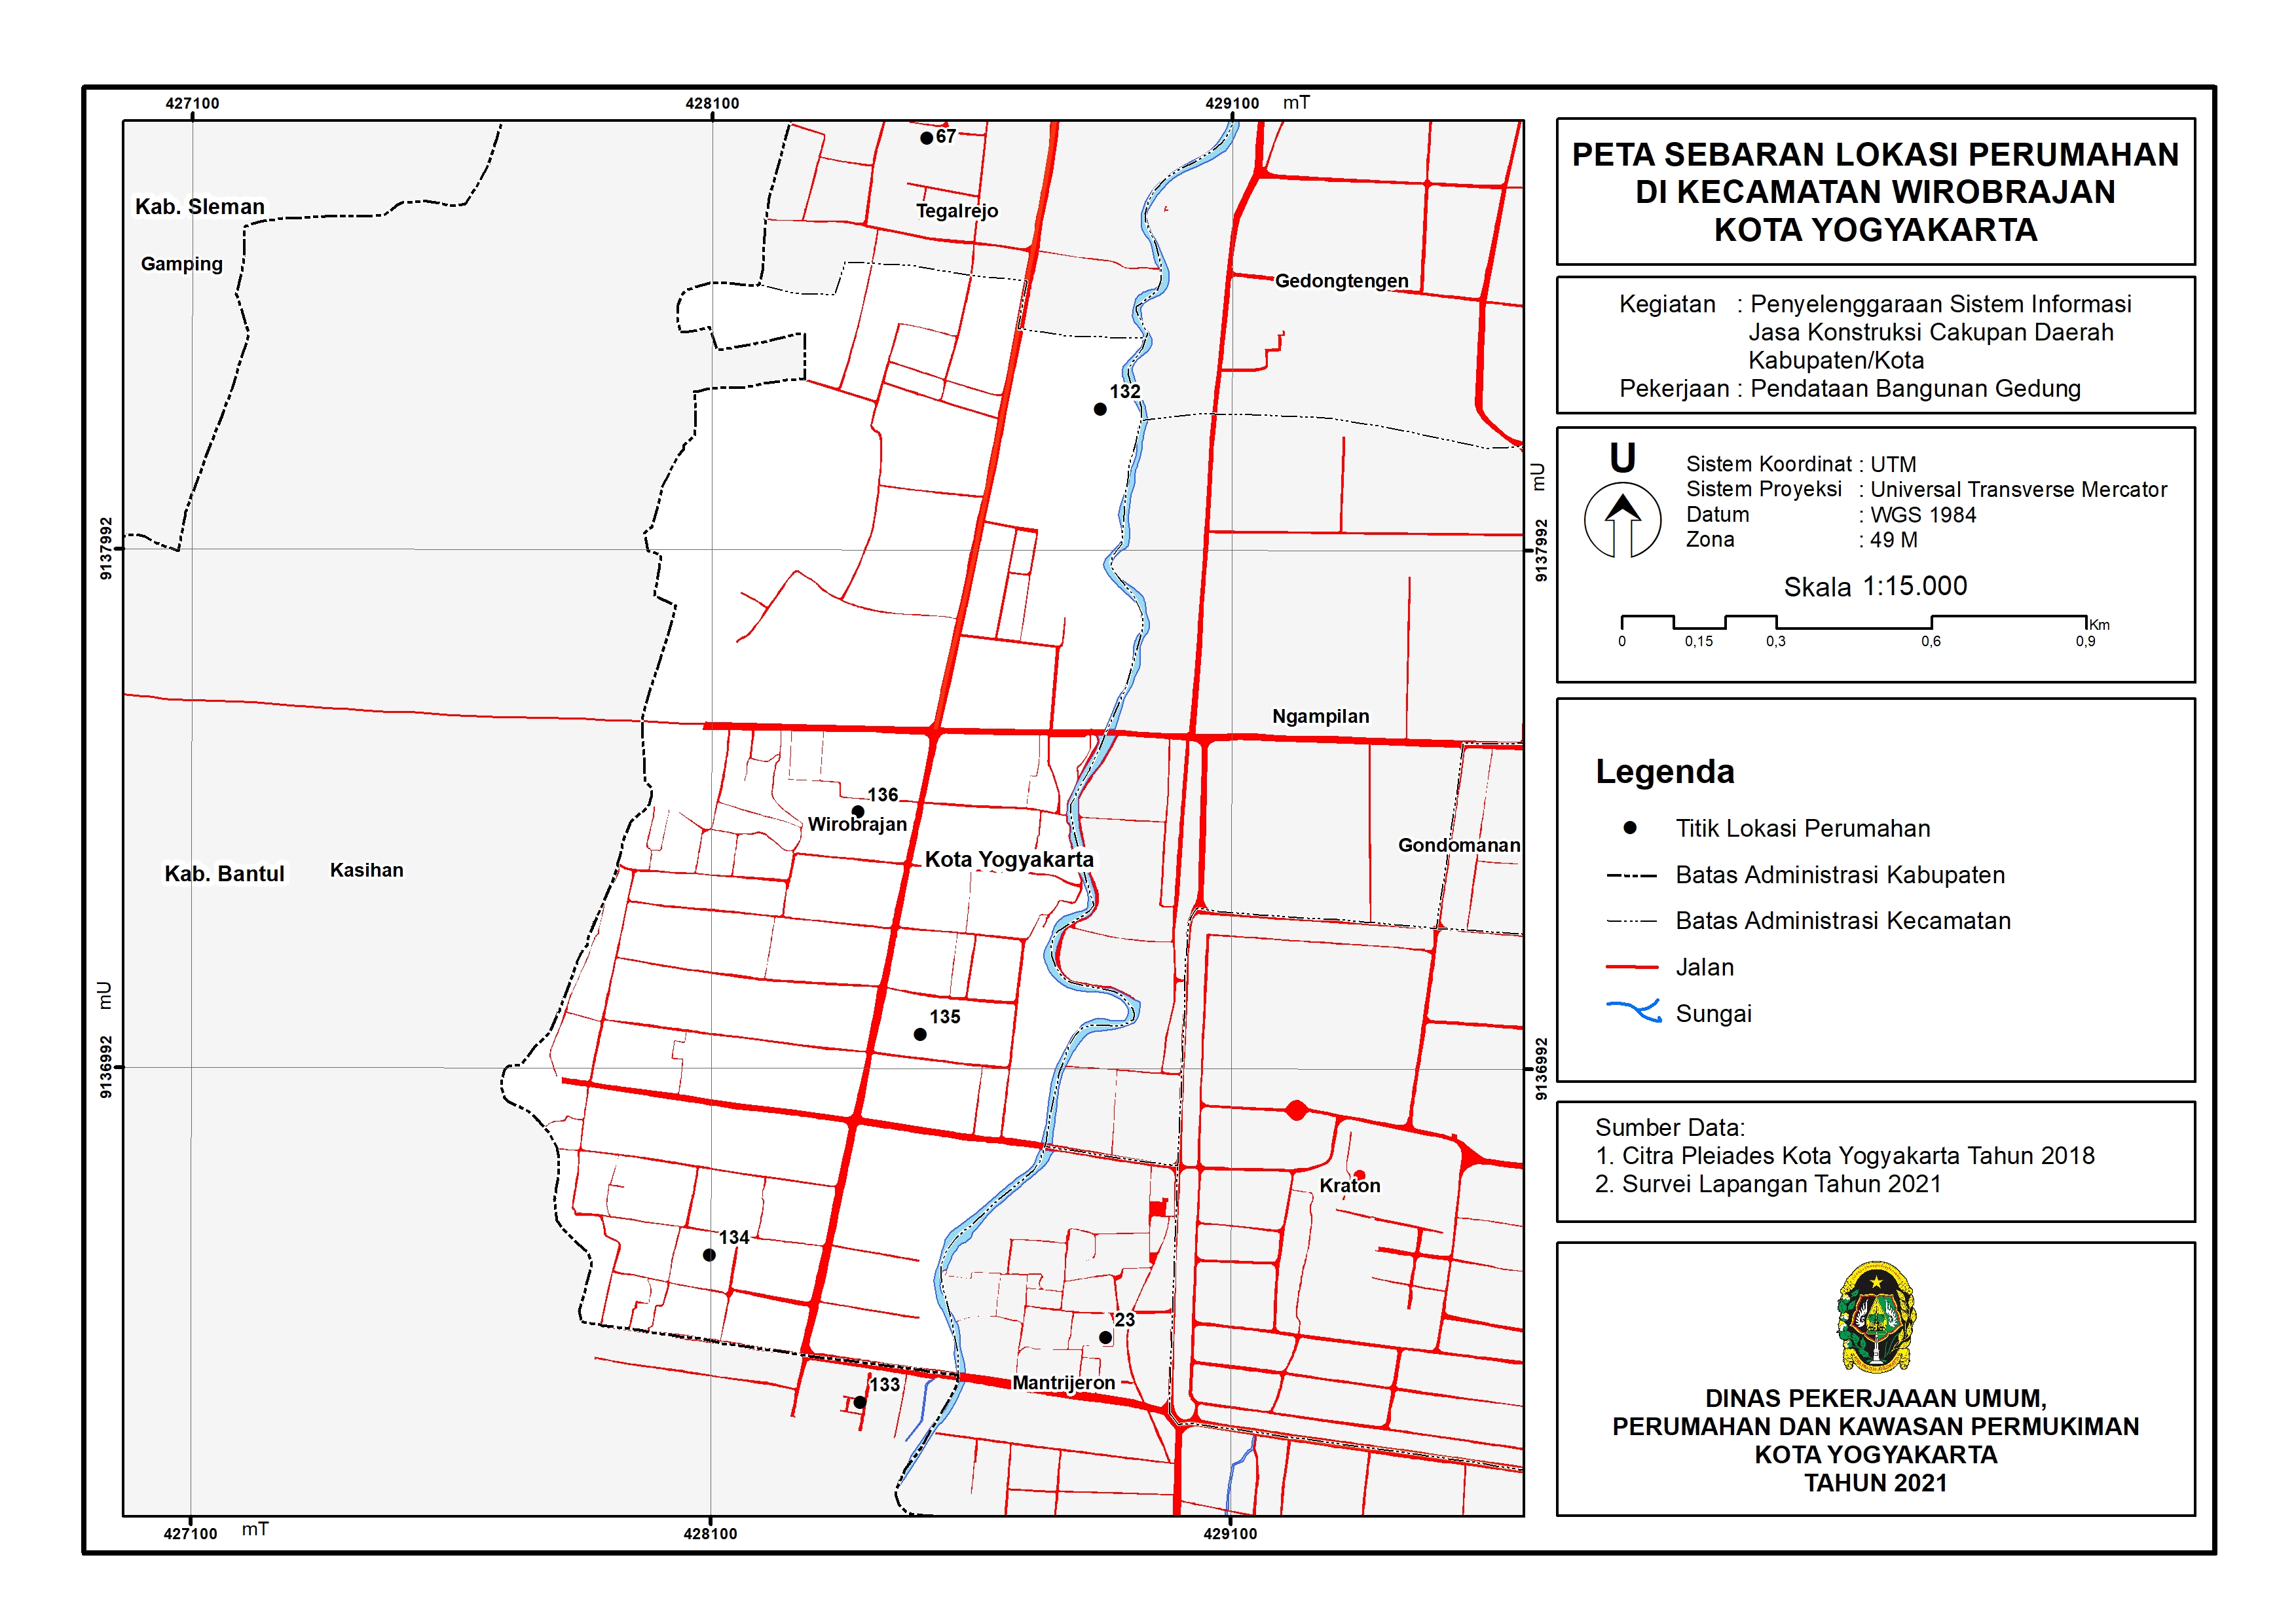 427100
428100
429100 mT
67
Kab. Sleman
Tegalrejo
Gamping
Gedongtengen
132
mU
9137992
9137992
Ngampilan
136
Wirobrajan
Gondomanan
Kota Yogyakarta
Kab. Bantul
Kasihan
mU
135
9136992
9136992
Kraton
134
23
Mantrijeron
133
427100 mT
428100
429100
PETA SEBARAN LOKASI PERUMAHAN
DI KECAMATAN WIROBRAJAN
KOTA YOGYAKARTA
Kegiatan : Penyelenggaraan Sistem Informasi
Jasa Konstruksi Cakupan Daerah
Kabupaten/Kota
Pekerjaan : Pendataan Bangunan Gedung
U
Sistem Koordinat : UTM
Sistem Proyeksi : Universal Transverse Mercator
Datum : WGS 1984
Zona : 49 M
Skala 1:15.000
Km
0 0,15 0,3 0,6 0,9
Legenda
Titik Lokasi Perumahan
Batas Administrasi Kabupaten
Batas Administrasi Kecamatan
Jalan
Sungai
Sumber Data:
1. Citra Pleiades Kota Yogyakarta Tahun 2018
2. Survei Lapangan Tahun 2021
DINAS PEKERJAAAN UMUM,
PERUMAHAN DAN KAWASAN PERMUKIMAN
KOTA YOGYAKARTA
TAHUN 2021